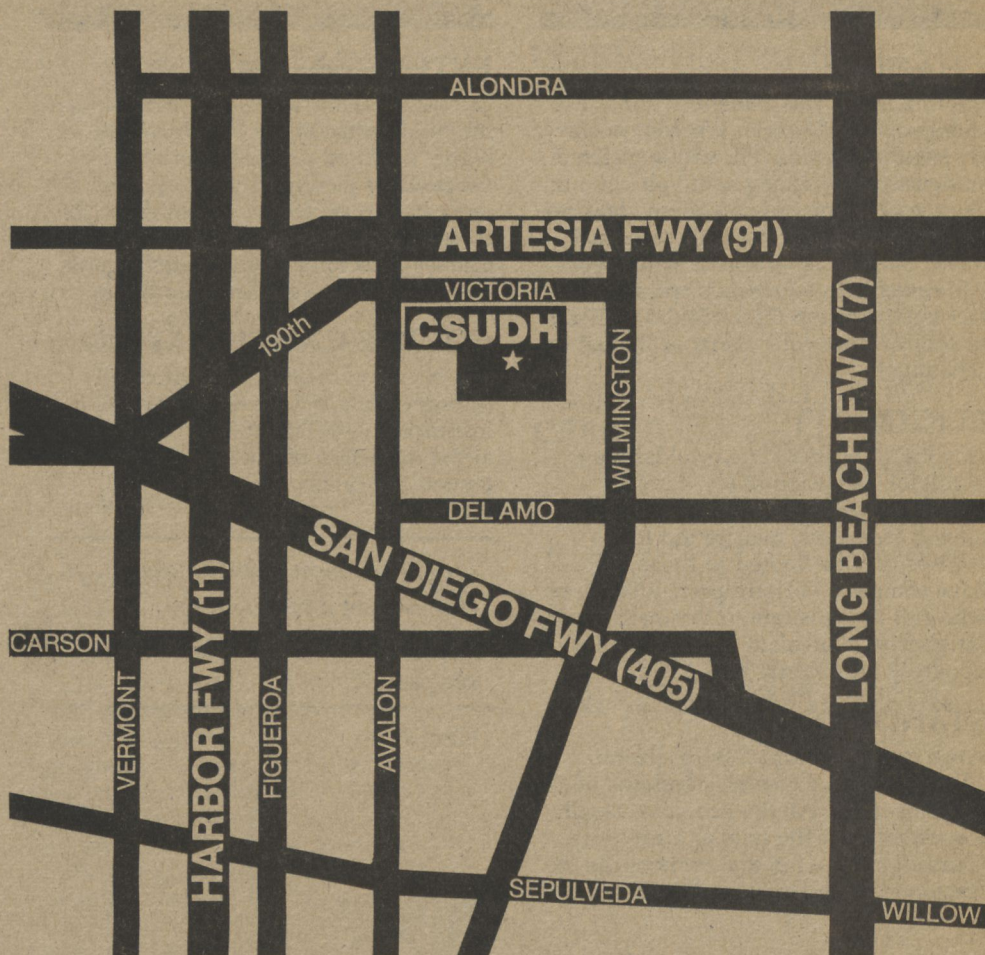 ALONDRA
ARTESIA FWY (91)
VICTORIA
CSUDH
190th
WILMINGTON
LONG BEACH FWY (7)
DEL AMO
SAN DIEGO FWY (405)
CARSON
VERMONT
HARBOR FWY (11)
FIGUEROA
AVALON
SEPULVEDA
WILLOW